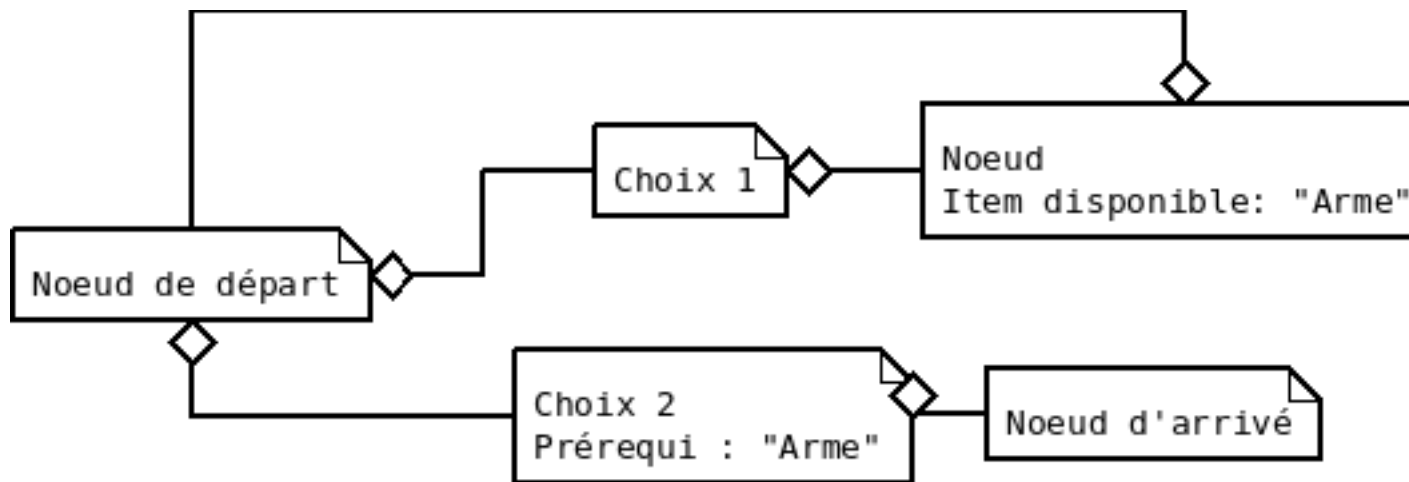 Choix 1
Noeud
Item disponible: "Arme"
Noeud de départ
Choix 2
Prérequi : "Arme"
Noeud d'arrivé